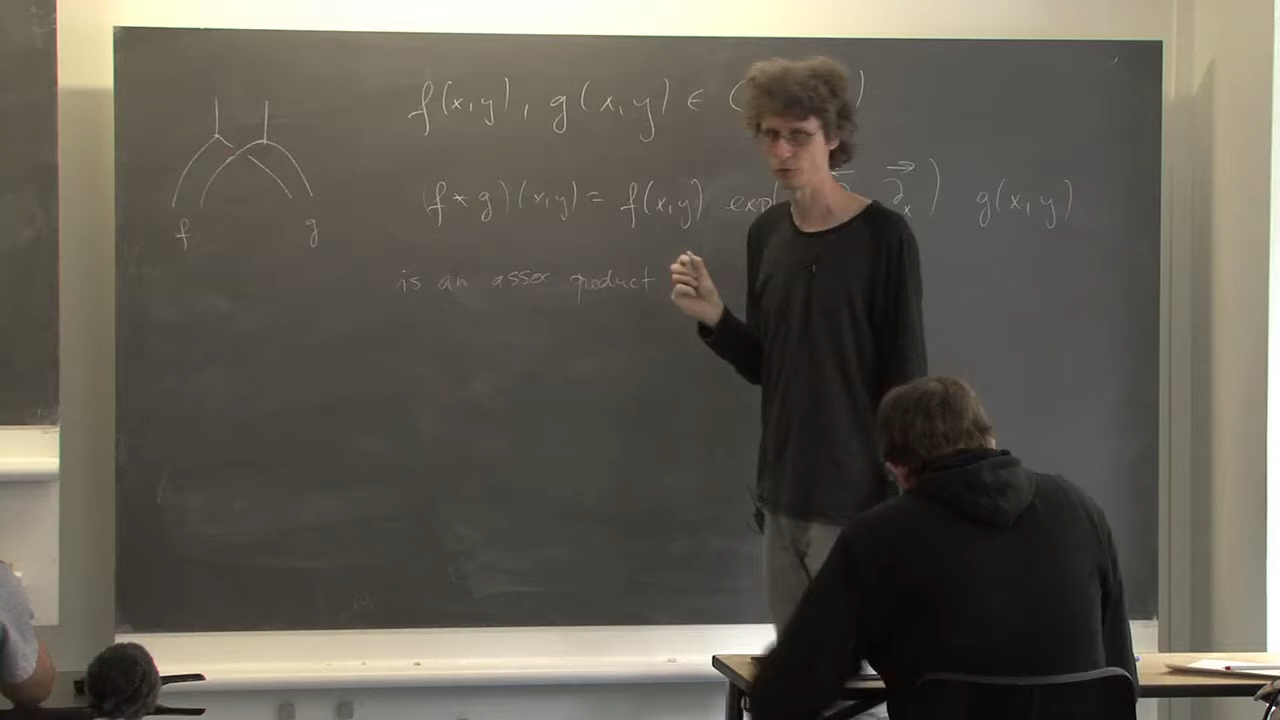 f(x,y), g(x,y) ∈ C )
(f ⋆ g)(x,y) = f(x,y) exp( ∂⃗ₓ ) g(x,y)
is an assoc product
f g